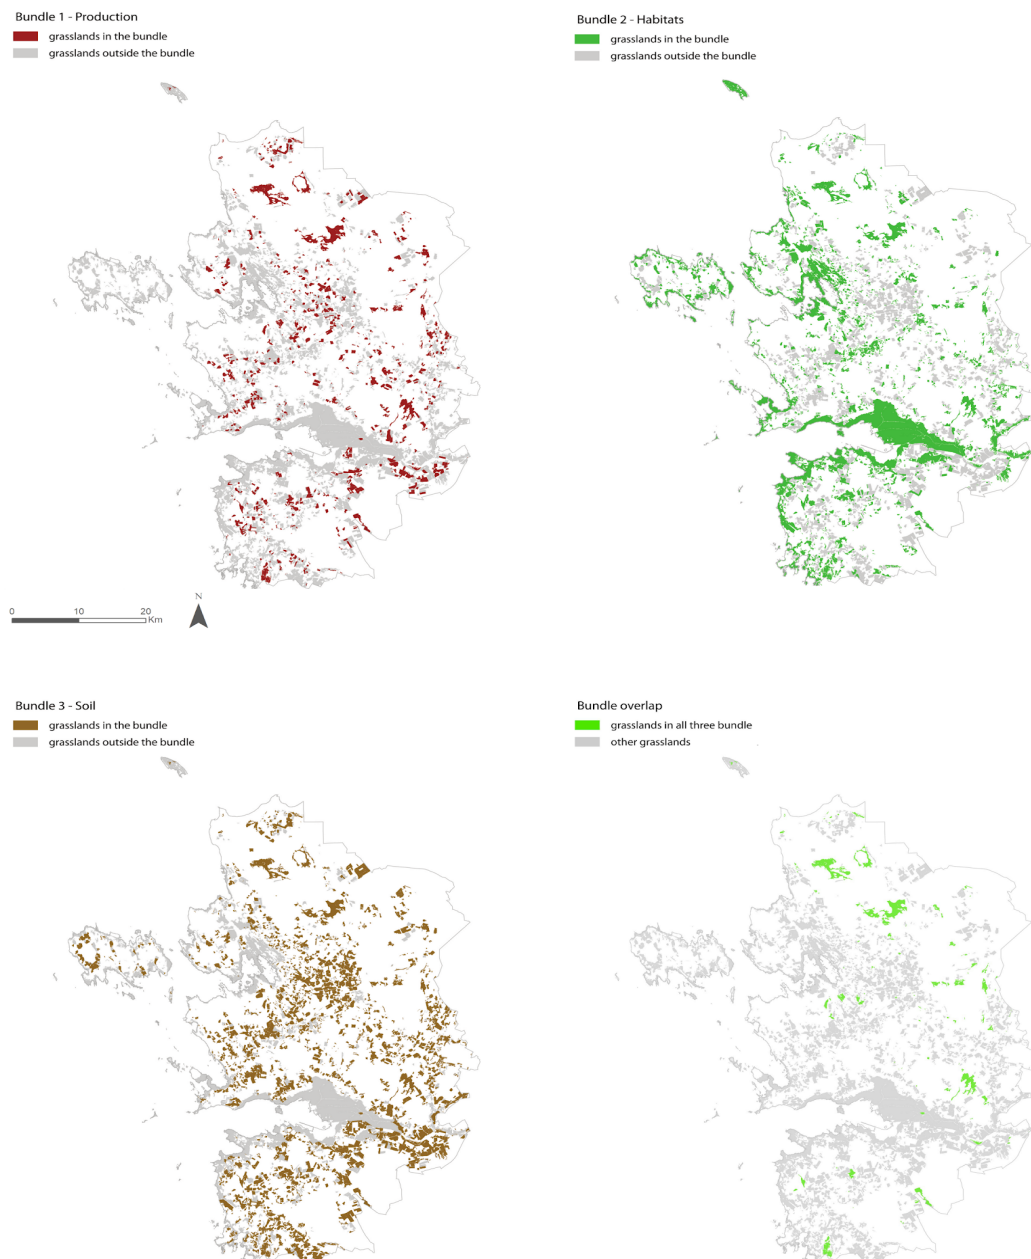 Bundle 1 - Production
grasslands in the bundle
grasslands outside the bundle
Bundle 2 - Habitats
grasslands in the bundle
grasslands outside the bundle
0 10 20
Km
N
Bundle 3 - Soil
grasslands in the bundle
grasslands outside the bundle
Bundle overlap
grasslands in all three bundle
other grasslands